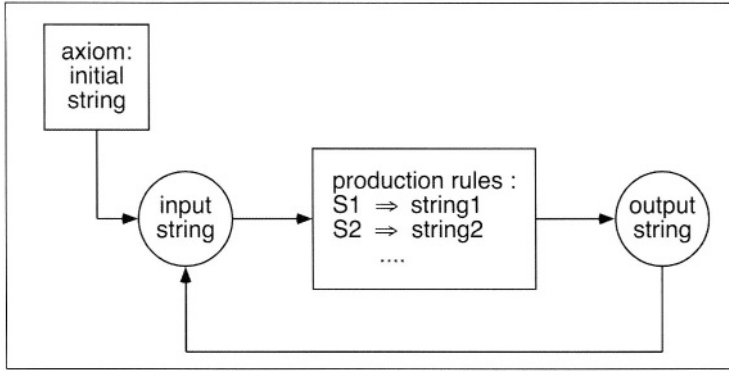 axiom:
initial
string
input
string
production rules :
S1 ⇒ string1
S2 ⇒ string2
....
output
string